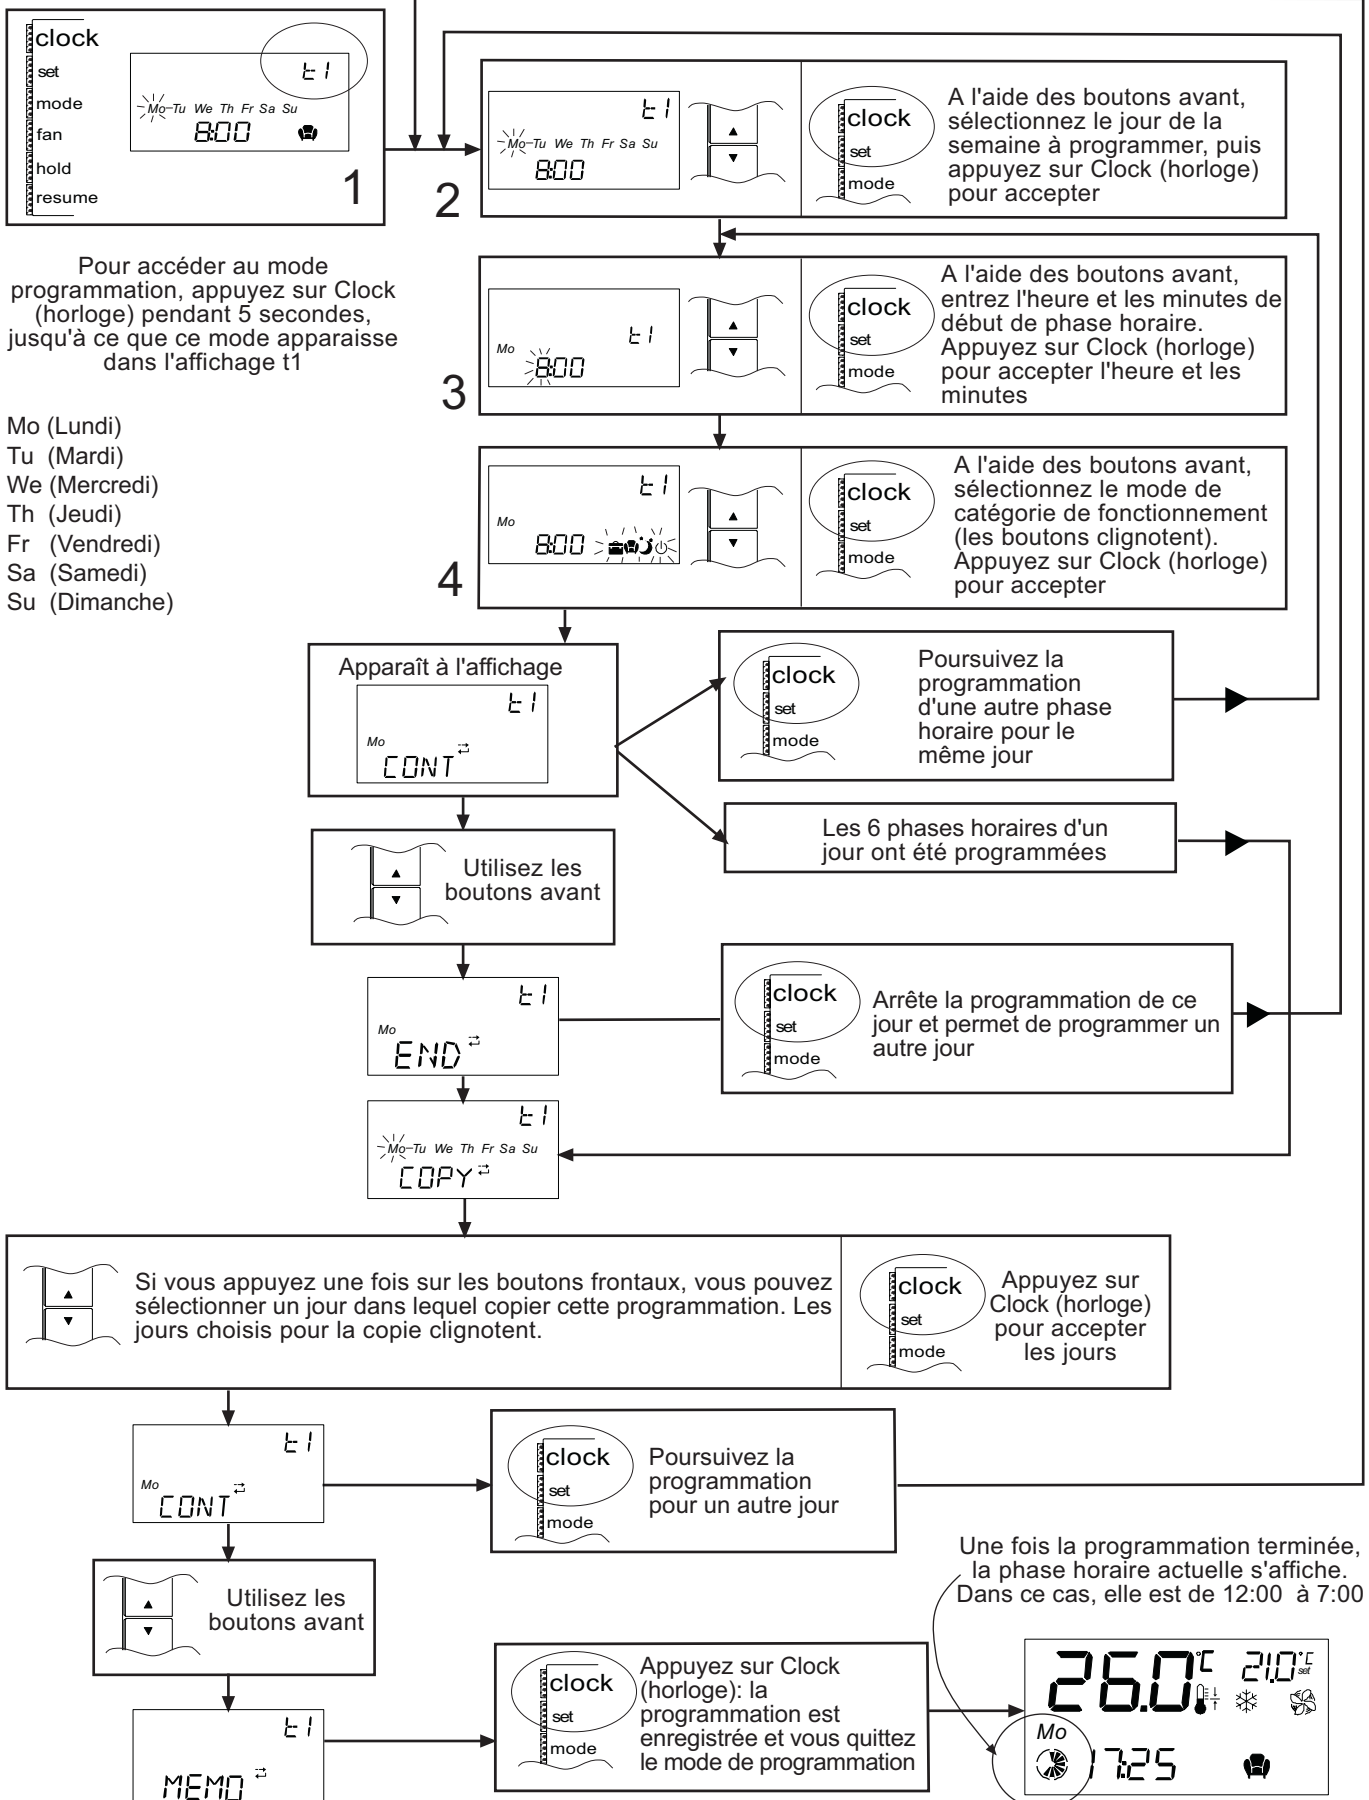 clock
set
mode
fan
hold
resume
t1
Mo-Tu We Th Fr Sa Su
8:00
1
Pour accéder au mode
programmation, appuyez sur Clock
(horloge) pendant 5 secondes,
jusqu'à ce que ce mode apparaisse
dans l'affichage t1
Mo (Lundi)
Tu (Mardi)
We (Mercredi)
Th (Jeudi)
Fr (Vendredi)
Sa (Samedi)
Su (Dimanche)
2
t1
Mo-Tu We Th Fr Sa Su
8:00
clock
set
mode
A l'aide des boutons avant,
sélectionnez le jour de la
semaine à programmer, puis
appuyez sur Clock (horloge)
pour accepter
3
t1
Mo
8:00
clock
set
mode
A l'aide des boutons avant,
entrez l'heure et les minutes de
début de phase horaire.
Appuyez sur Clock (horloge)
pour accepter l'heure et les
minutes
4
t1
Mo
8:00
clock
set
mode
A l'aide des boutons avant,
sélectionnez le mode de
catégorie de fonctionnement
(les boutons clignotent).
Appuyez sur Clock (horloge)
pour accepter
Apparaît à l'affichage
t1
Mo
CONT
clock
set
mode
Poursuivez la
programmation
d'une autre phase
horaire pour le
même jour
Les 6 phases horaires d'un
jour ont été programmées
Utilisez les
boutons avant
t1
Mo
END
clock
set
mode
Arrête la programmation de ce
jour et permet de programmer un
autre jour
t1
Mo-Tu We Th Fr Sa Su
COPY
Si vous appuyez une fois sur les boutons frontaux, vous pouvez
sélectionner un jour dans lequel copier cette programmation. Les
jours choisis pour la copie clignotent.
clock
set
mode
Appuyez sur
Clock (horloge)
pour accepter
les jours
t1
Mo
CONT
clock
set
mode
Poursuivez la
programmation
pour un autre jour
Utilisez les
boutons avant
t1
MEMO
clock
set
mode
Appuyez sur Clock
(horloge): la
programmation est
enregistrée et vous quittez
le mode de programmation
Une fois la programmation terminée,
la phase horaire actuelle s'affiche.
Dans ce cas, elle est de 12:00 à 7:00
26.0°C
21.0°C
set
Mo
17:25